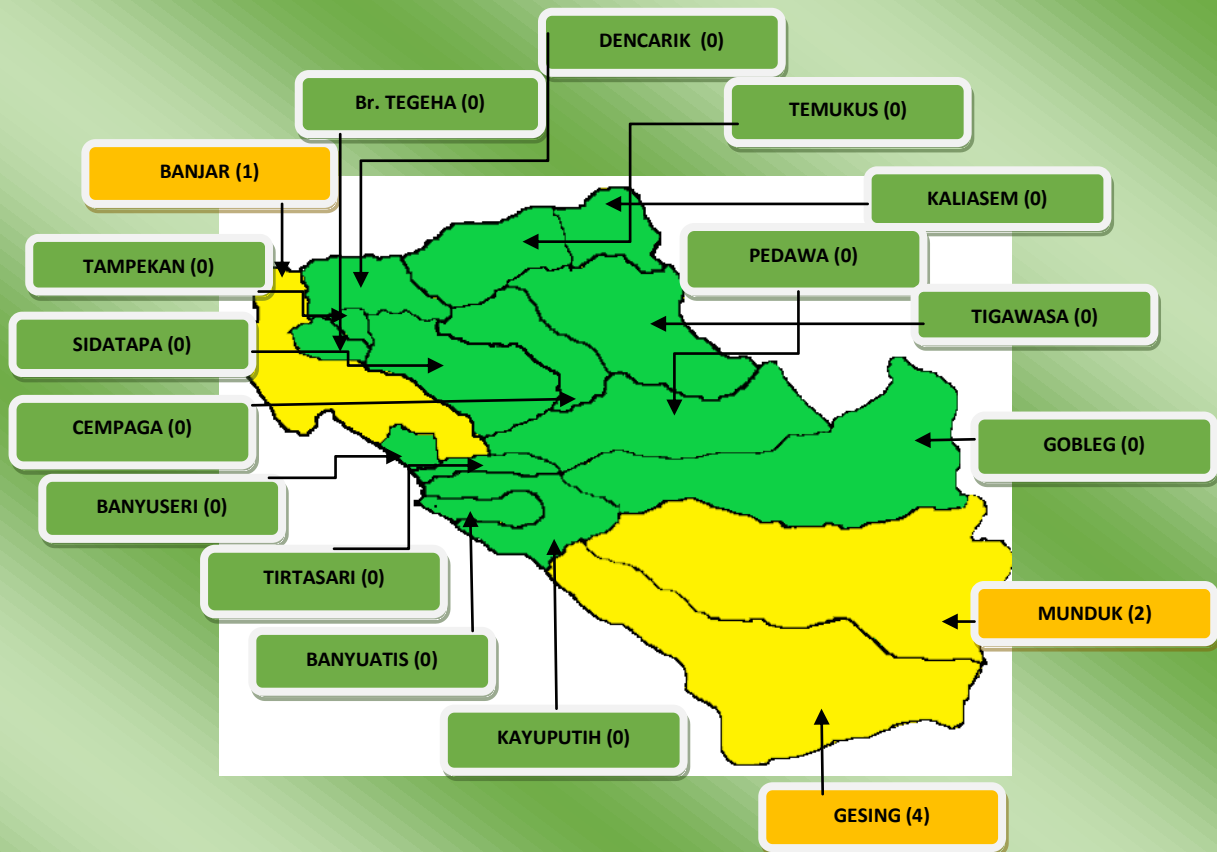 DENCARIK (0)
Br. TEGEHA (0)
TEMUKUS (0)
BANJAR (1)
KALIASEM (0)
TAMPEKAN (0)
PEDAWA (0)
TIGAWASA (0)
SIDATAPA (0)
CEMPAGA (0)
GOBLEG (0)
BANYUSERI (0)
TIRTASARI (0)
MUNDUK (2)
BANYUATIS (0)
KAYUPUTIH (0)
GESING (4)